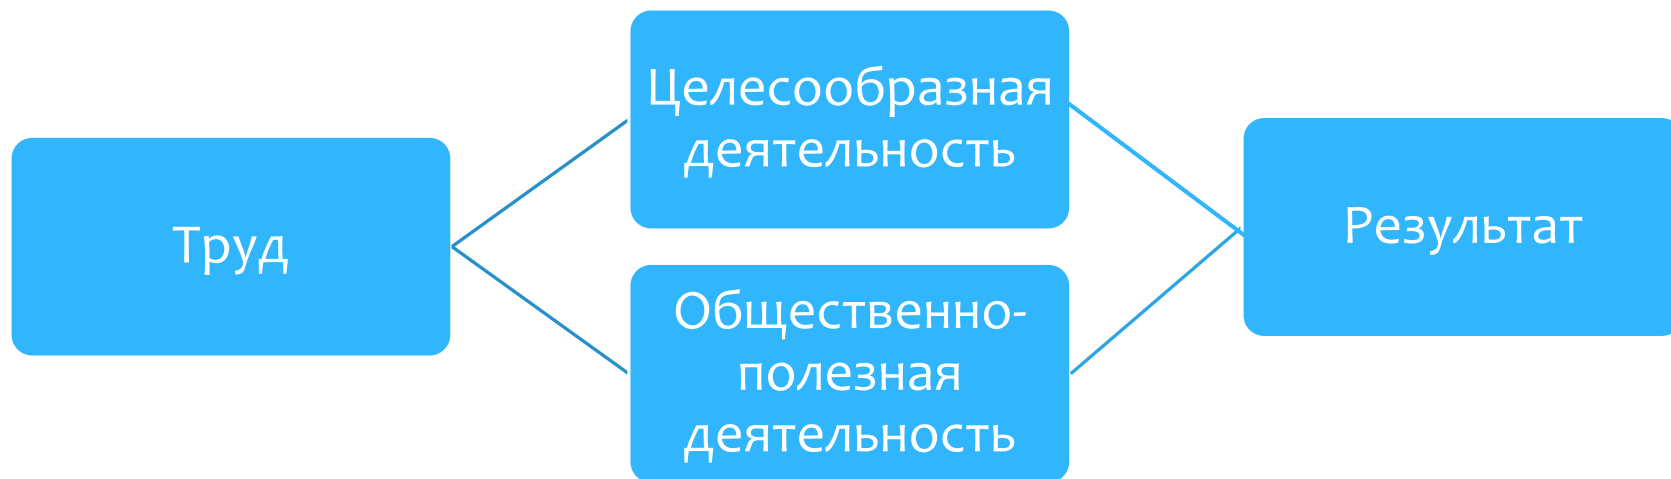 Труд
Целесообразная
деятельность
Общественно-
полезная
деятельность
Результат